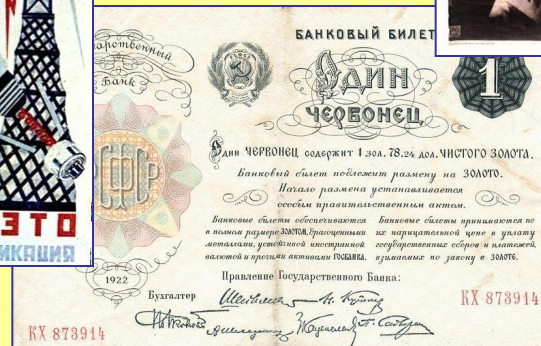 ЭТО
ИКАЦИЯ
Государственный
Банк
РСФСР
1922
БАНКОВЫЙ БИЛЕТ
1
Один
ЧЕРВОНЕЦ
Один ЧЕРВОНЕЦ содержит 1 зол. 78.24 дол. ЧИСТОГО ЗОЛОТА.
Банковый билет подлежит размену на ЗОЛОТО.
Начало размена устанавливается
особым правительственным актом.
Банковые билеты обеспечиваются
в полном размере ЗОЛОТОМ, драгоценными
металлами, устойчивой иностранной
валютой и прочими активами ГОСБАНКА.
Банковые билеты принимаются по
их нарицательной цене в уплату
государственных сборов и платежей,
взимаемых по закону в ЗОЛОТЕ.
Правление Государственного Банка:
Бухгалтер
КХ 873914
КХ 873914